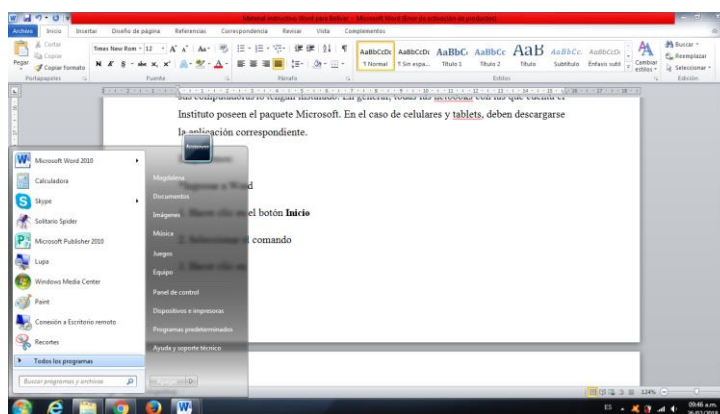 Material instructivo Word para Bolivar - Microsoft Word (Error de activación de productos)
Archivo Inicio Insertar Diseño de página Referencias Correspondencia Revisar Vista Complementos
Cortar
Copiar
Copiar formato
Pegar
Portapapeles
Times New Rom 12
N K S abc
Fuente
Párrafo
AaBbCcDc AaBbCcDc AaBbC AaBbCc AaB AaBbCc. AaBbCcDc
¶ Normal ¶ Sin espa... Título 1 Título 2 Título Subtítulo Énfasis sutil
Cambiar estilos
Estilos
Buscar
Reemplazar
Seleccionar
Edición
Instituto poseen el paquete Microsoft. En el caso de celulares y tablets, deben descargarse
la aplicación correspondiente.
el botón Inicio
comando
Microsoft Word 2010
Calculadora
Skype
Solitario Spider
Microsoft Publisher 2010
Lupa
Windows Media Center
Paint
Conexión a Escritorio remoto
Recortes
Todos los programas
Buscar programas y archivos
Magdalena
Documentos
Imágenes
Música
Juegos
Equipo
Panel de control
Dispositivos e impresoras
Programas predeterminados
Ayuda y soporte técnico
124%
ES
09:46 a.m.